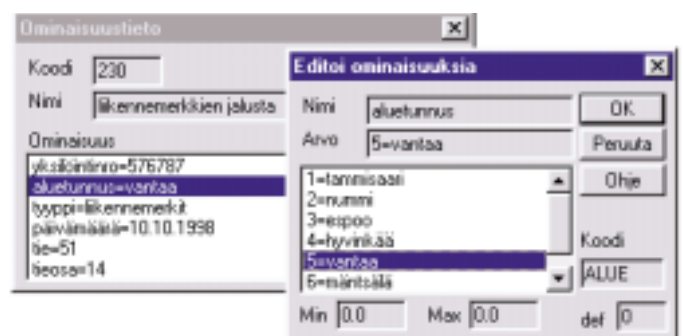 Ominaisuustieto
Koodi 230
Nimi liikennemerkkien jalusta
Ominaisuus
yksilöintinro=576787
aluetunnus=vantaa
tyyppi=liikennemerkit
päivämäärä=10.10.1998
tie=51
tieosa=14
Editoi ominaisuuksia
Nimi aluetunnus
Arvo 5=vantaa
1=tammisaari
2=nummi
3=espoo
4=hyvinkää
5=vantaa
6=mäntsälä
OK
Peruuta
Ohje
Koodi
ALUE
Min 0.0 Max 0.0 def 0